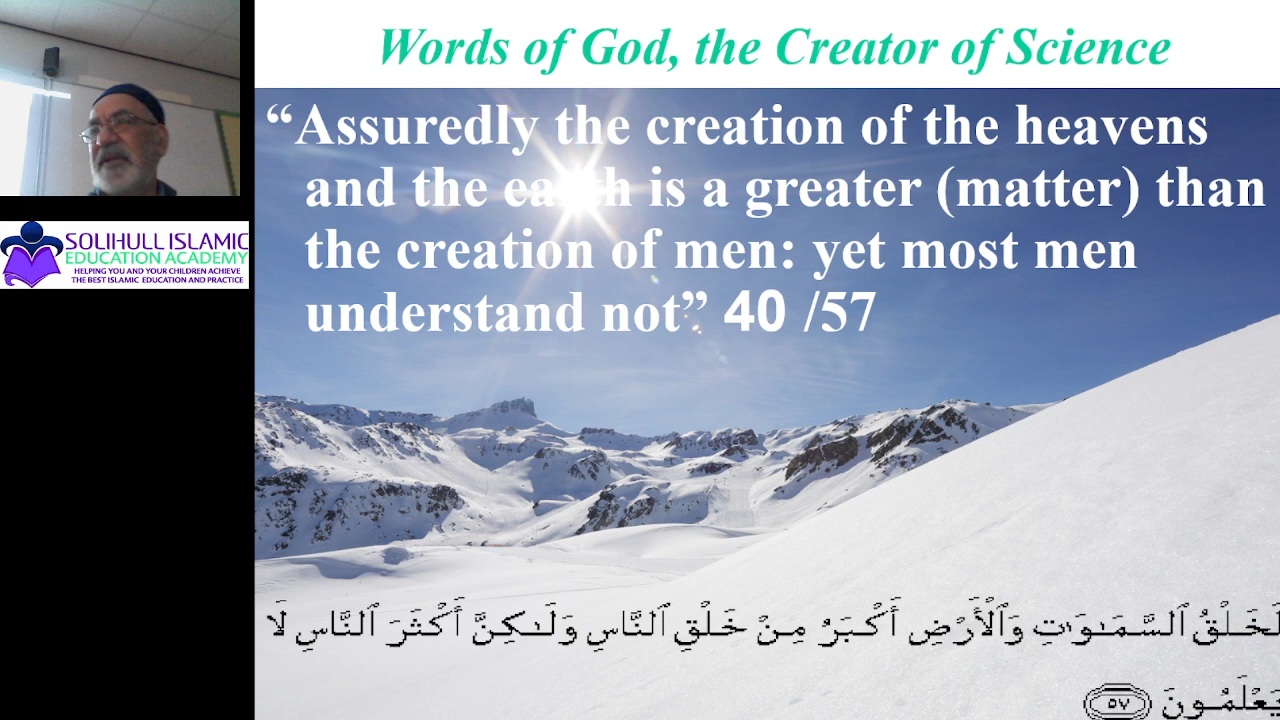 Words of God, the Creator of Science
“Assuredly the creation of the heavens
and the earth is a greater (matter) than
the creation of men: yet most men
understand not” 40 /57
SOLIHULL ISLAMIC
EDUCATION ACADEMY
HELPING YOU AND YOUR CHILDREN ACHIEVE
THE BEST ISLAMIC EDUCATION AND PRACTICE
لَخَلْقُ ٱلسَّمَـٰوَٰتِ وَٱلْأَرْضِ أَكْبَرُ مِنْ خَلْقِ ٱلنَّاسِ وَلَـٰكِنَّ أَكْثَرَ ٱلنَّاسِ لَا
يَعْلَمُونَ ٥٧